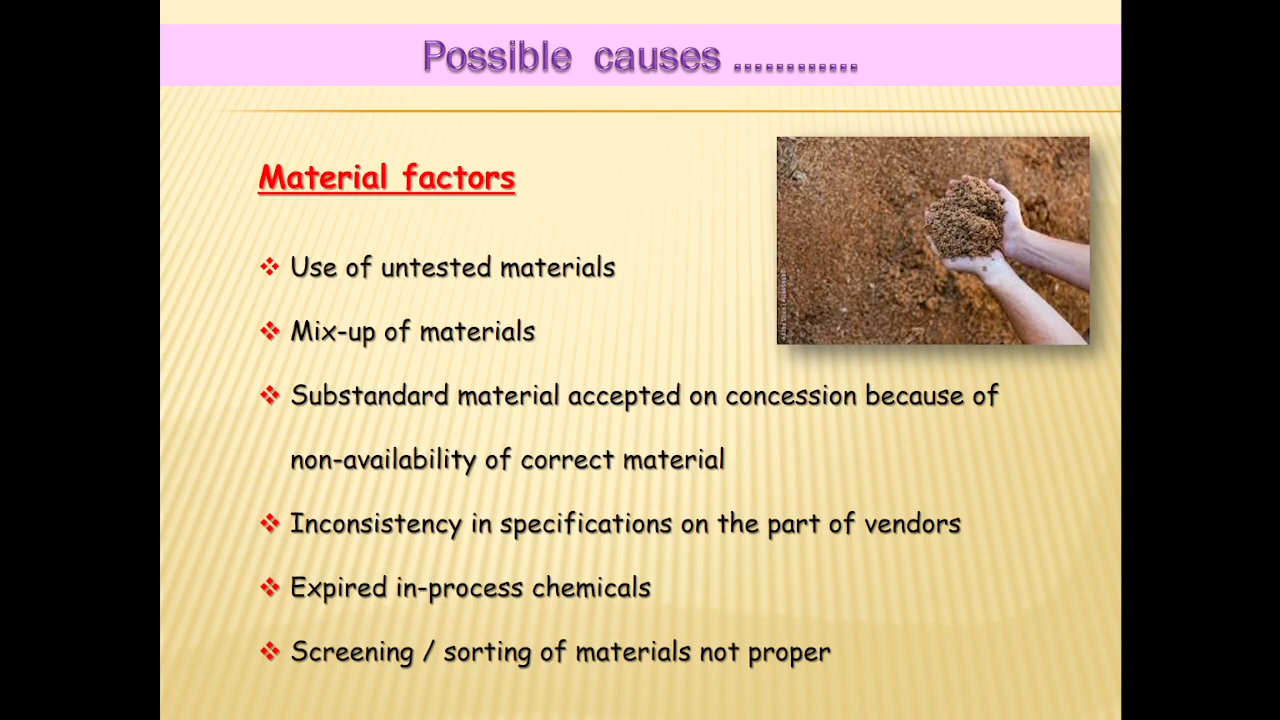 Possible causes ............
Material factors
❖ Use of untested materials
❖ Mix-up of materials
❖ Substandard material accepted on concession because of
non-availability of correct material
❖ Inconsistency in specifications on the part of vendors
❖ Expired in-process chemicals
❖ Screening / sorting of materials not proper